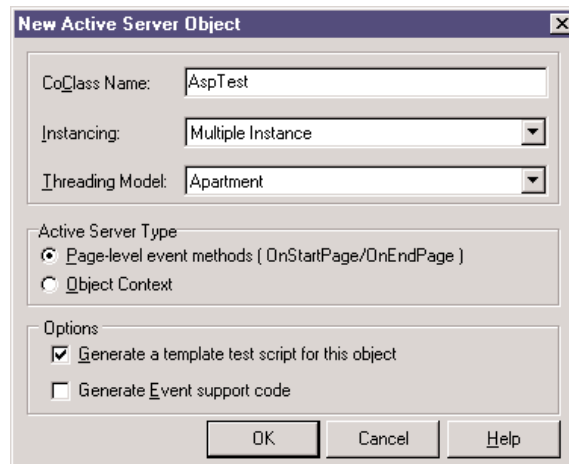 New Active Server Object
CoClass Name: AspTest
Instancing: Multiple Instance
Threading Model: Apartment
Active Server Type
Page-level event methods ( OnStartPage/OnEndPage )
Object Context
Options
Generate a template test script for this object
Generate Event support code
OK Cancel Help